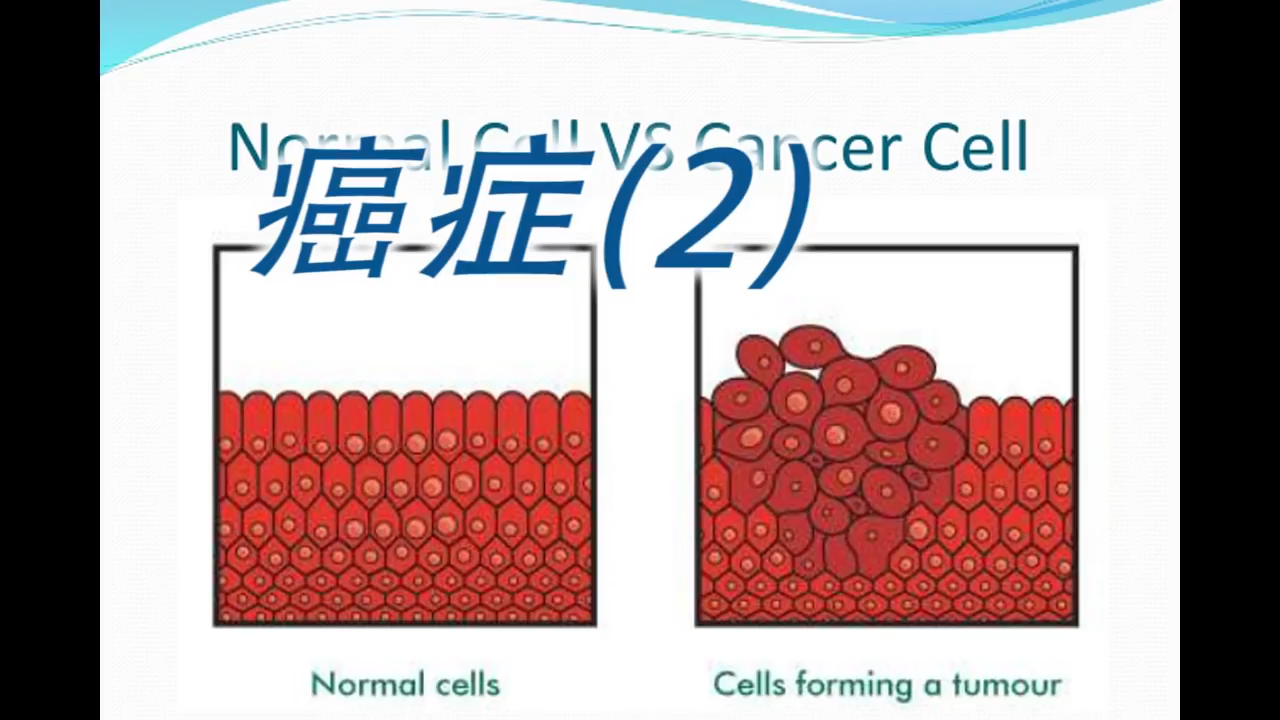 Normal Cell VS Cancer Cell
癌症(2)
Normal cells
Cells forming a tumour